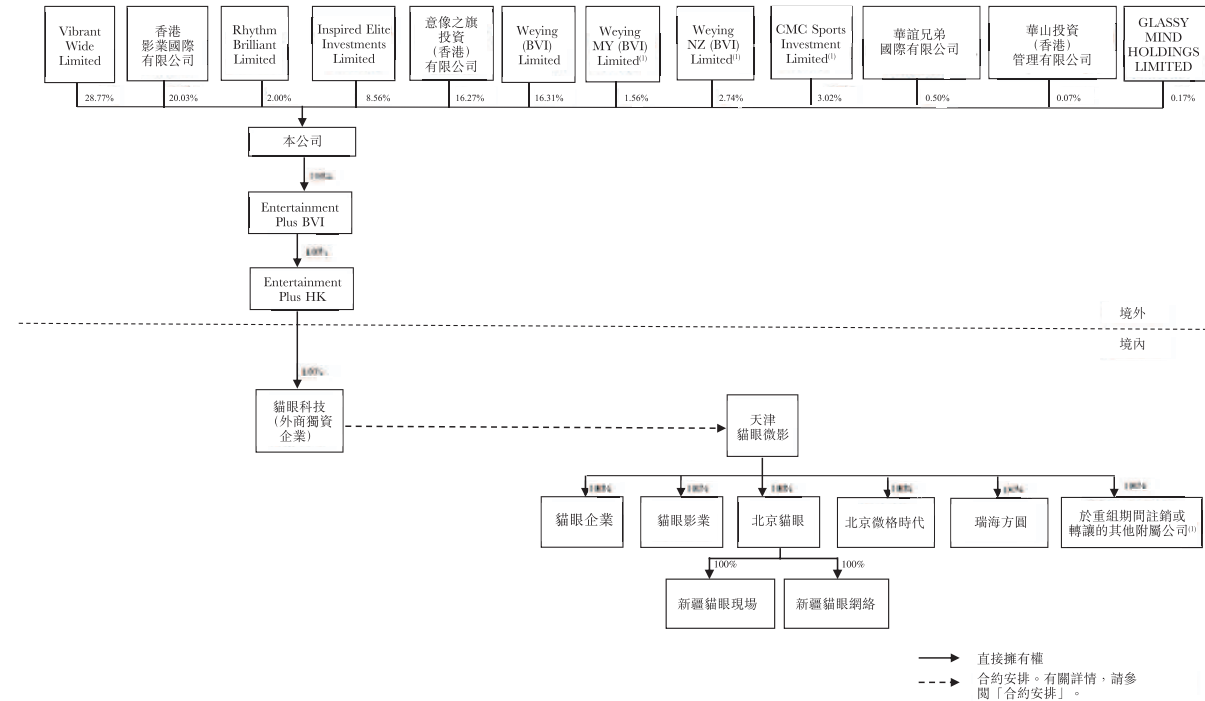 Vibrant
Wide
Limited
香港
影業國際
有限公司
Rhythm
Brilliant
Limited
Inspired Elite
Investments
Limited
意像之旗
投資
(香港)
有限公司
Weying
(BVI)
Limited
Weying
MY (BVI)
Limited(1)
Weying
NZ (BVI)
Limited(1)
CMC Sports
Investment
Limited(1)
華誼兄弟
國際有限公司
華山投資
(香港)
管理有限公司
GLASSY
MIND
HOLDINGS
LIMITED
28.77%
20.03%
2.00%
8.56%
16.27%
16.31%
1.56%
2.74%
3.02%
0.50%
0.07%
0.17%
本公司
100%
Entertainment
Plus BVI
100%
Entertainment
Plus HK
境外
境內
100%
貓眼科技
(外商獨資
企業)
天津
貓眼微影
100%
100%
100%
100%
100%
100%
貓眼企業
貓眼影業
北京貓眼
北京微格時代
瑞海方圓
於重組期間註銷或
轉讓的其他附屬公司(1)
100%
100%
新疆貓眼現場
新疆貓眼網絡
直接擁有權
合約安排。有關詳情，請參
閱「合約安排」。